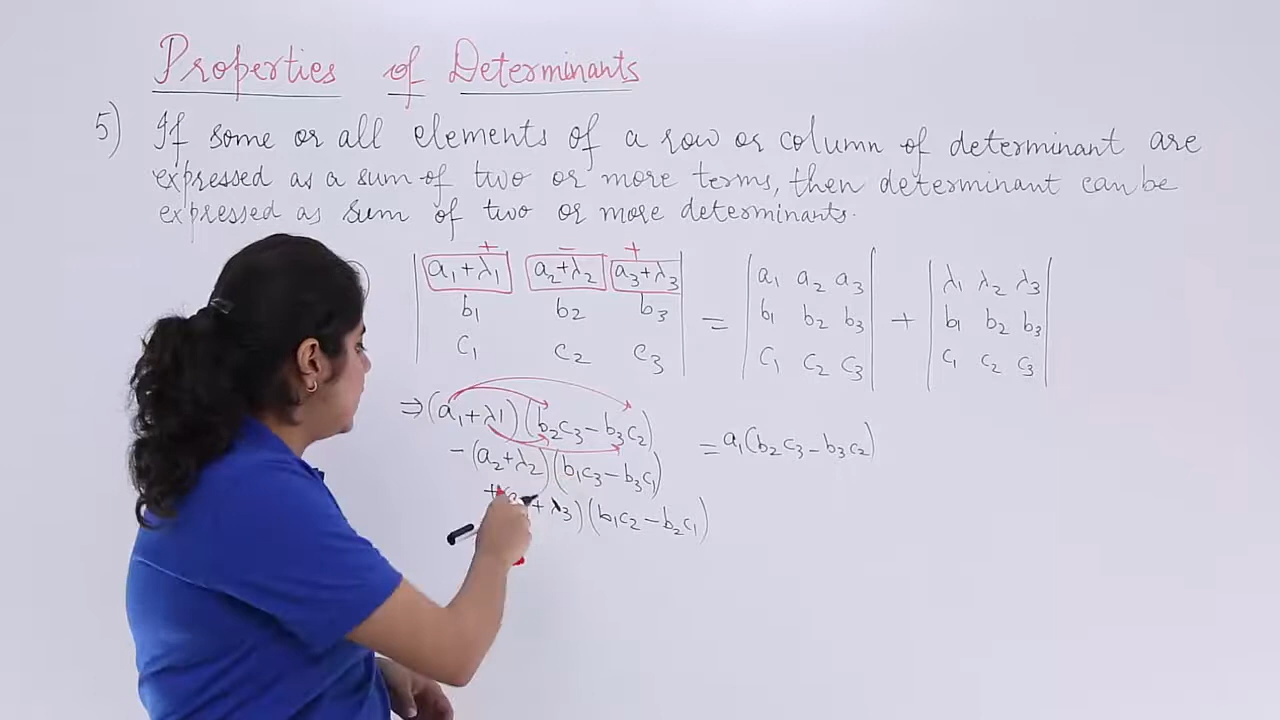 Properties of Determinants
5) If some or all elements of a row or column of determinant are
expressed as a sum of two or more terms, then determinant can be
expressed as sum of two or more determinants.
+ − +
| a₁+λ₁ a₂+λ₂ a₃+λ₃ | = | a₁ a₂ a₃ | + | λ₁ λ₂ λ₃ |
| b₁ b₂ b₃ | | b₁ b₂ b₃ | | b₁ b₂ b₃ |
| c₁ c₂ c₃ | | c₁ c₂ c₃ | | c₁ c₂ c₃ |
⇒ (a₁+λ₁)(b₂c₃−b₃c₂) = a₁(b₂c₃−b₃c₂)
−(a₂+λ₂)(b₁c₃−b₃c₁)
+ +λ₃)(b₁c₂−b₂c₁)